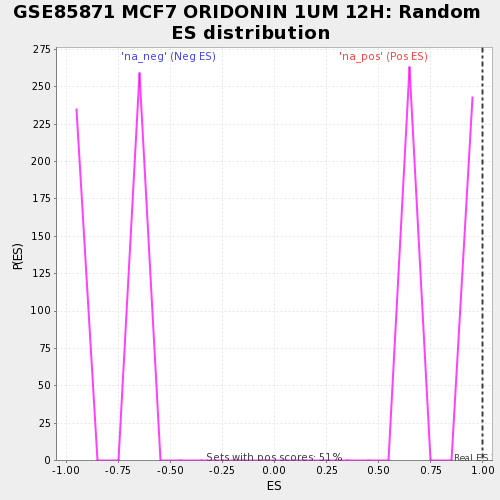 GSE85871 MCF7 ORIDONIN 1UM 12H: Random
ES distribution
'na_neg' (Neg ES)
'na_pos' (Pos ES)
275
250
225
200
175
150
125
100
75
50
25
0
P(ES)
Sets with pos scores: 51%
Real ES
-1.00 -0.75 -0.50 -0.25 0.00 0.25 0.50 0.75 1.00
ES